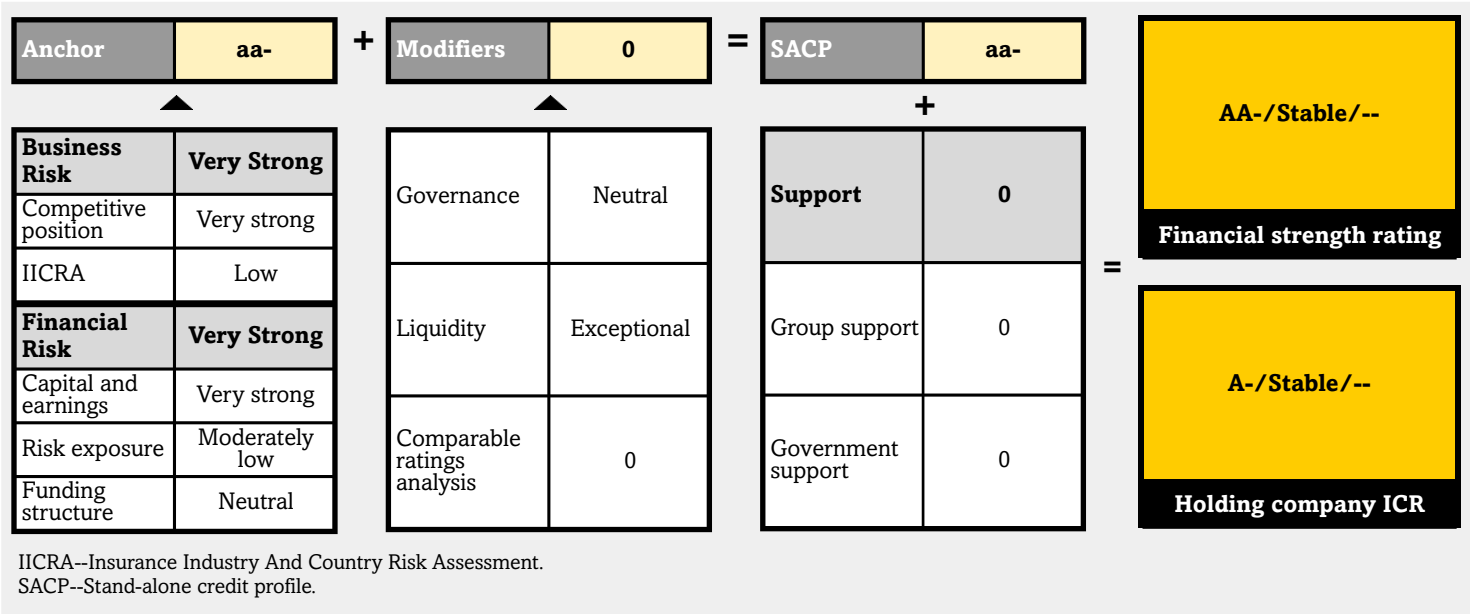 Anchor aa- + Modifiers 0 = SACP aa-
+
Business
Risk
Very Strong
Competitive
position
Very strong
IICRA
Low
Financial
Risk
Very Strong
Capital and
earnings
Very strong
Risk exposure
Moderately
low
Funding
structure
Neutral
Governance
Neutral
Liquidity
Exceptional
Comparable
ratings
analysis
0
Support
0
Group support
0
Government
support
0
=
AA-/Stable/--
Financial strength rating
A-/Stable/--
Holding company ICR
IICRA--Insurance Industry And Country Risk Assessment.
SACP--Stand-alone credit profile.